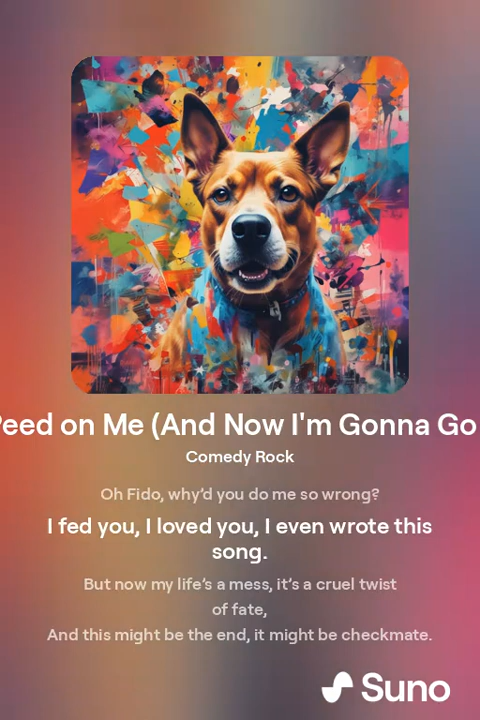 Peed on Me (And Now I'm Gonna Go
Comedy Rock
Oh Fido, why’d you do me so wrong?
I fed you, I loved you, I even wrote this
song.
But now my life’s a mess, it’s a cruel twist
of fate,
And this might be the end, it might be checkmate.
Suno